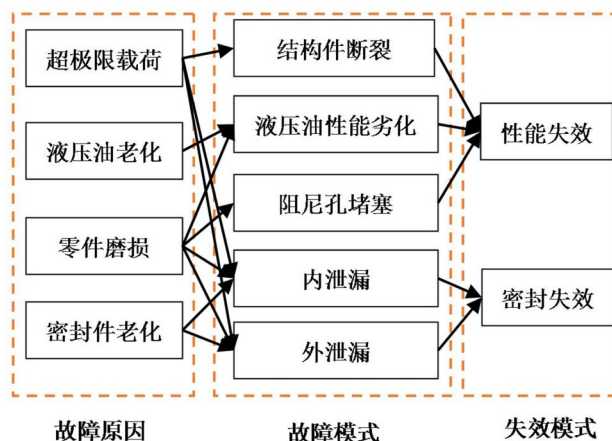 超极限载荷
液压油老化
零件磨损
密封件老化
故障原因
结构件断裂
液压油性能劣化
阻尼孔堵塞
内泄漏
外泄漏
故障模式
性能失效
密封失效
失效模式